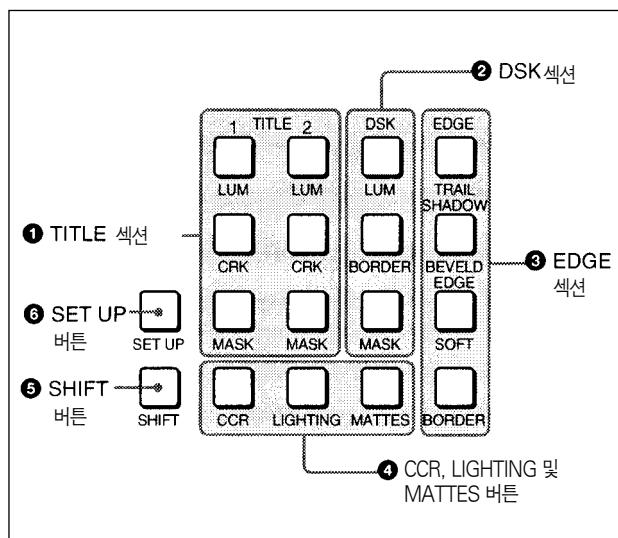 ❷ DSK섹션
1 TITLE 2
DSK
EDGE
LUM
LUM
LUM
TRAIL
SHADOW
❶ TITLE 섹션
CRK
CRK
BORDER
BEVELD
EDGE
❸ EDGE
섹션
❻ SET UP
버튼
SET UP
MASK
MASK
MASK
SOFT
❺ SHIFT
버튼
SHIFT
CCR
LIGHTING
MATTES
BORDER
❹ CCR, LIGHTING 및
MATTES 버튼